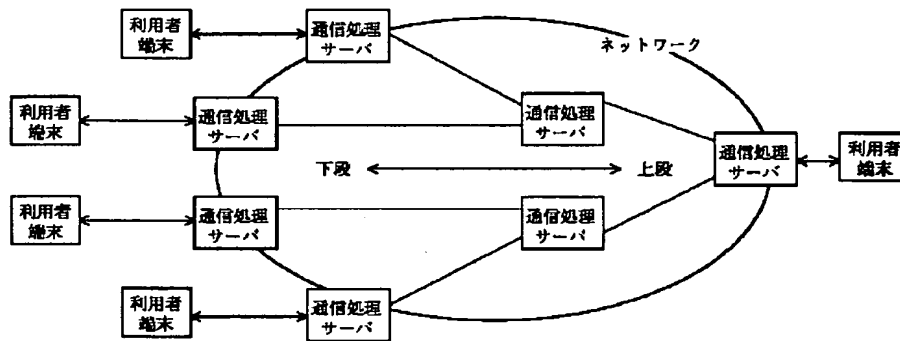 利用者
端末
通信処理
サーバ
ネットワーク
利用者
端末
通信処理
サーバ
通信処理
サーバ
通信処理
サーバ
利用者
端末
下段
上段
利用者
端末
通信処理
サーバ
通信処理
サーバ
利用者
端末
通信処理
サーバ